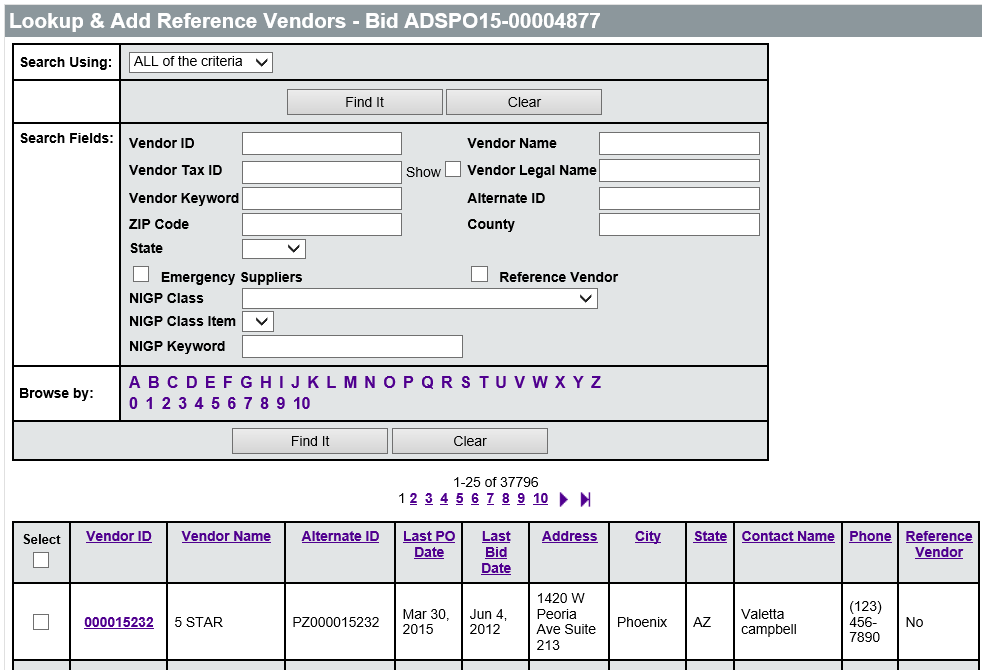 Lookup & Add Reference Vendors - Bid ADSPO15-00004877
Search Using: ALL of the criteria
Find It Clear
Search Fields:
Vendor ID Vendor Name
Vendor Tax ID Show Vendor Legal Name
Vendor Keyword Alternate ID
ZIP Code County
State
Emergency Suppliers Reference Vendor
NIGP Class
NIGP Class Item
NIGP Keyword
Browse by:
A B C D E F G H I J K L M N O P Q R S T U V W X Y Z
0 1 2 3 4 5 6 7 8 9 10
Find It Clear
1-25 of 37796
1 2 3 4 5 6 7 8 9 10
Select Vendor ID Vendor Name Alternate ID Last PO Date Last Bid Date Address City State Contact Name Phone Reference Vendor
000015232 5 STAR PZ000015232 Mar 30, 2015 Jun 4, 2012 1420 W Peoria Ave Suite 213 Phoenix AZ Valetta campbell (123) 456-7890 No